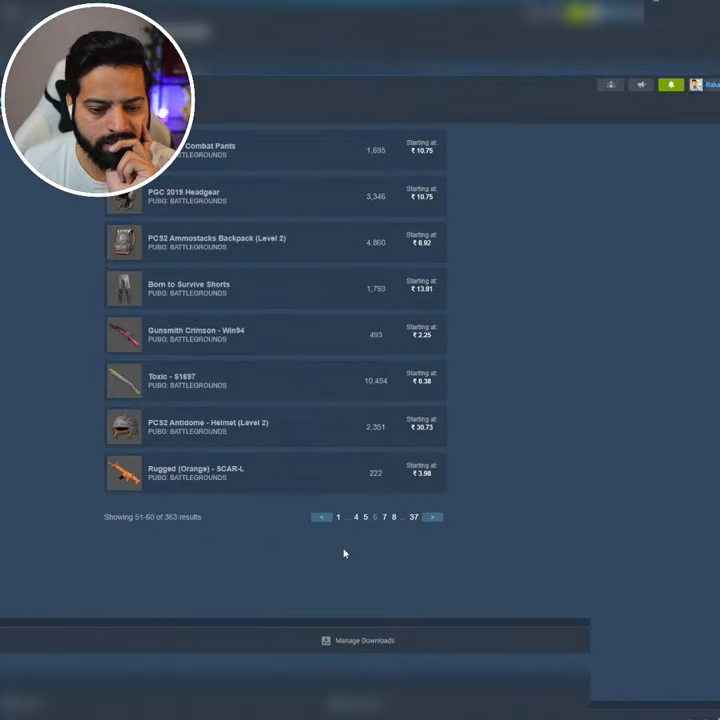 Raka
Combat Pants
TTLEGROUNDS
1,695
Starting at:
₹ 10.75
PGC 2019 Headgear
PUBG: BATTLEGROUNDS
3,346
Starting at:
₹ 10.75
PCS2 Ammostacks Backpack (Level 2)
PUBG: BATTLEGROUNDS
4,860
Starting at:
₹ 8.92
Born to Survive Shorts
PUBG: BATTLEGROUNDS
1,793
Starting at:
₹ 13.81
Gunsmith Crimson - Win94
PUBG: BATTLEGROUNDS
493
Starting at:
₹ 2.25
Toxic - S1897
PUBG: BATTLEGROUNDS
10,454
Starting at:
₹ 6.38
PCS2 Antidome - Helmet (Level 2)
PUBG: BATTLEGROUNDS
2,351
Starting at:
₹ 30.73
Rugged (Orange) - SCAR-L
PUBG: BATTLEGROUNDS
222
Starting at:
₹ 3.98
Showing 51-60 of 363 results
< 1 ... 4 5 6 7 8 ... 37 >
Manage Downloads